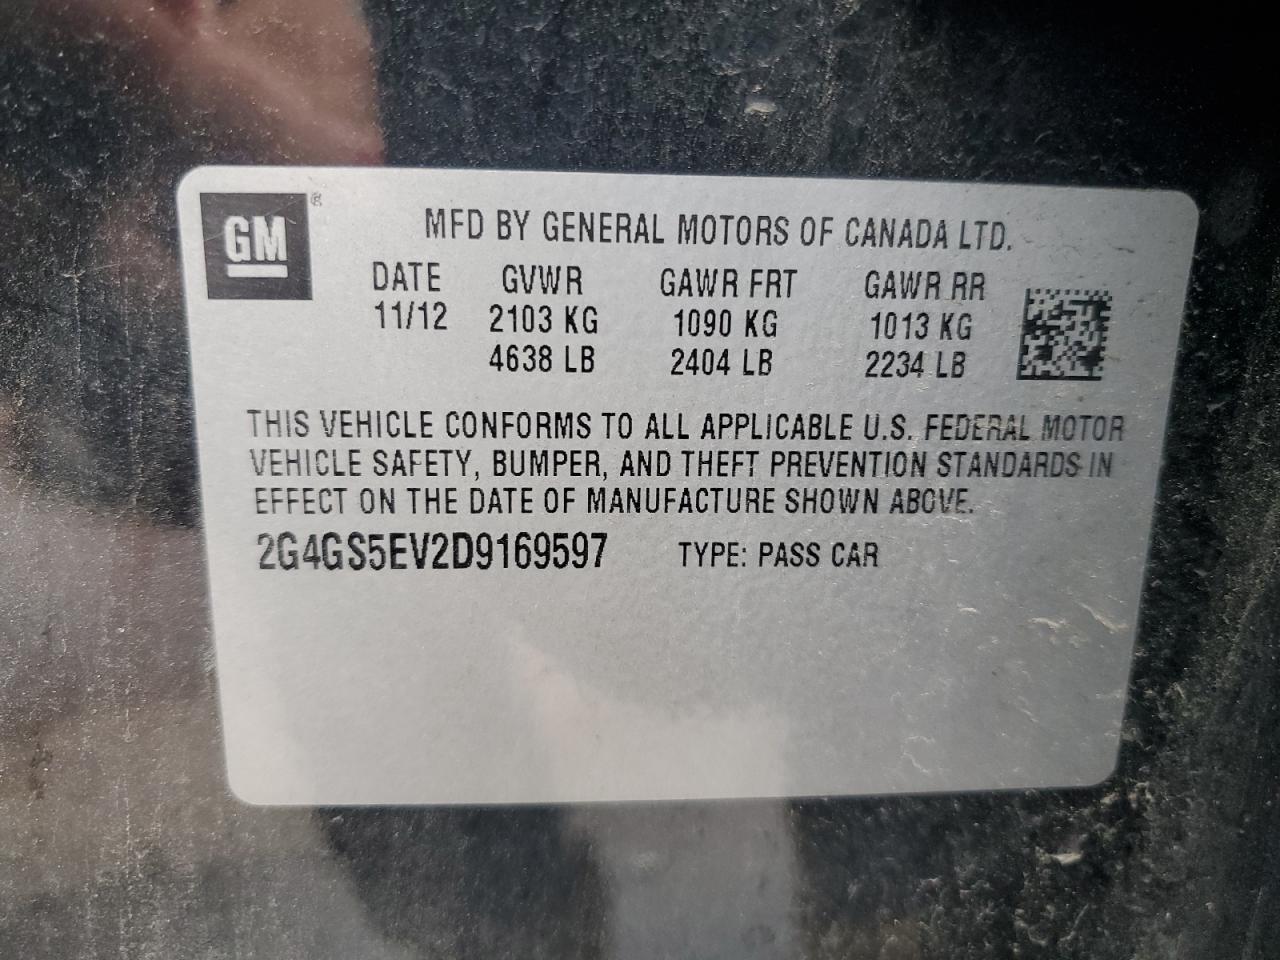 GM ®
MFD BY GENERAL MOTORS OF CANADA LTD.
DATE GVWR GAWR FRT GAWR RR
11/12 2103 KG 1090 KG 1013 KG
4638 LB 2404 LB 2234 LB
THIS VEHICLE CONFORMS TO ALL APPLICABLE U.S. FEDERAL MOTOR
VEHICLE SAFETY, BUMPER, AND THEFT PREVENTION STANDARDS IN
EFFECT ON THE DATE OF MANUFACTURE SHOWN ABOVE.
2G4GS5EV2D9169597 TYPE: PASS CAR